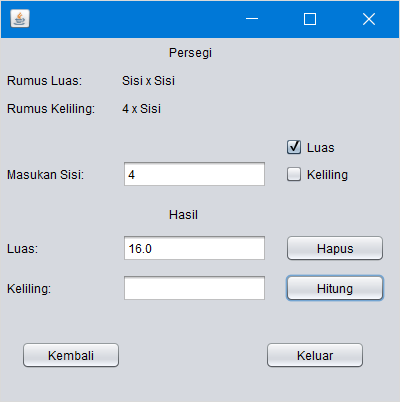 Persegi
Rumus Luas: Sisi x Sisi
Rumus Keliling: 4 x Sisi
Luas
Masukan Sisi: 4 Keliling
Hasil
Luas: 16.0 Hapus
Keliling: Hitung
Kembali Keluar